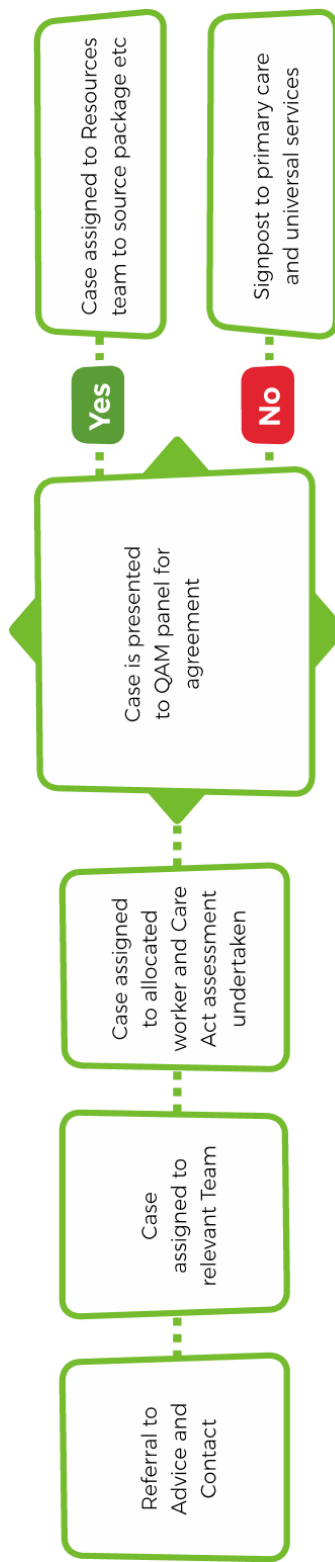 Referral to
Advice and
Contact
Case
assigned to
relevant Team
Case assigned
to allocated
worker and Care
Act assessment
undertaken
Case is presented
to QAM panel for
agreement
Yes
Case assigned to Resources
team to source package etc
No
Signpost to primary care
and universal services